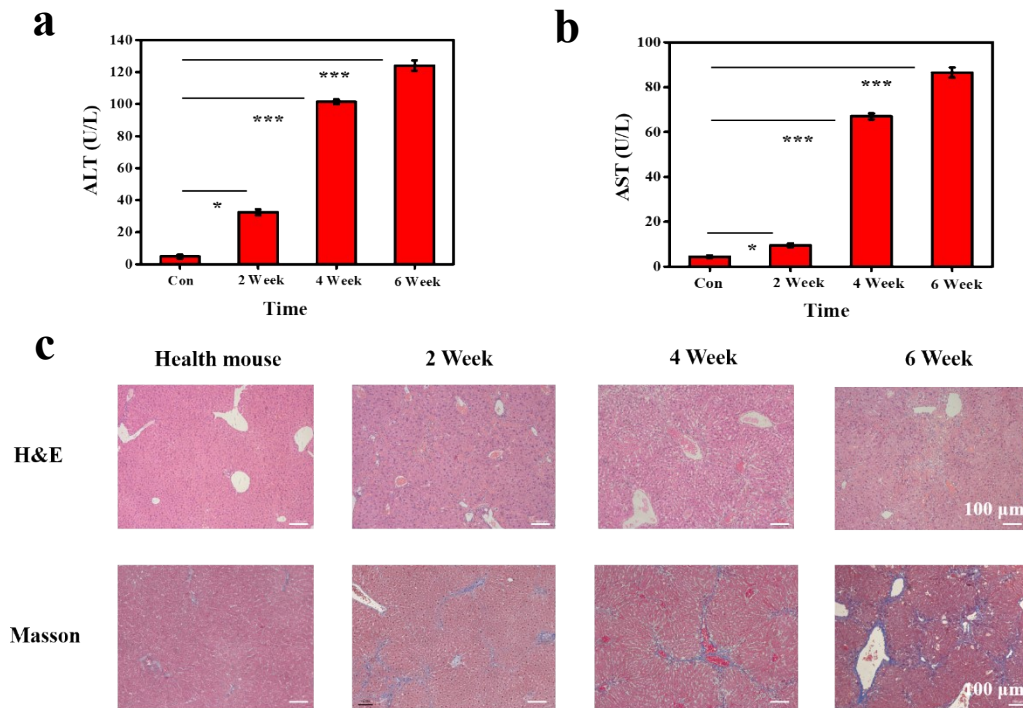 a
140
120
100
80
60
40
20
0
ALT (U/L)
***
***
*
Con
2 Week
4 Week
6 Week
Time
b
100
80
60
40
20
0
AST (U/L)
***
***
*
Con
2 Week
4 Week
6 Week
Time
c
Health mouse
2 Week
4 Week
6 Week
H&E
100 µm
Masson
100 µm